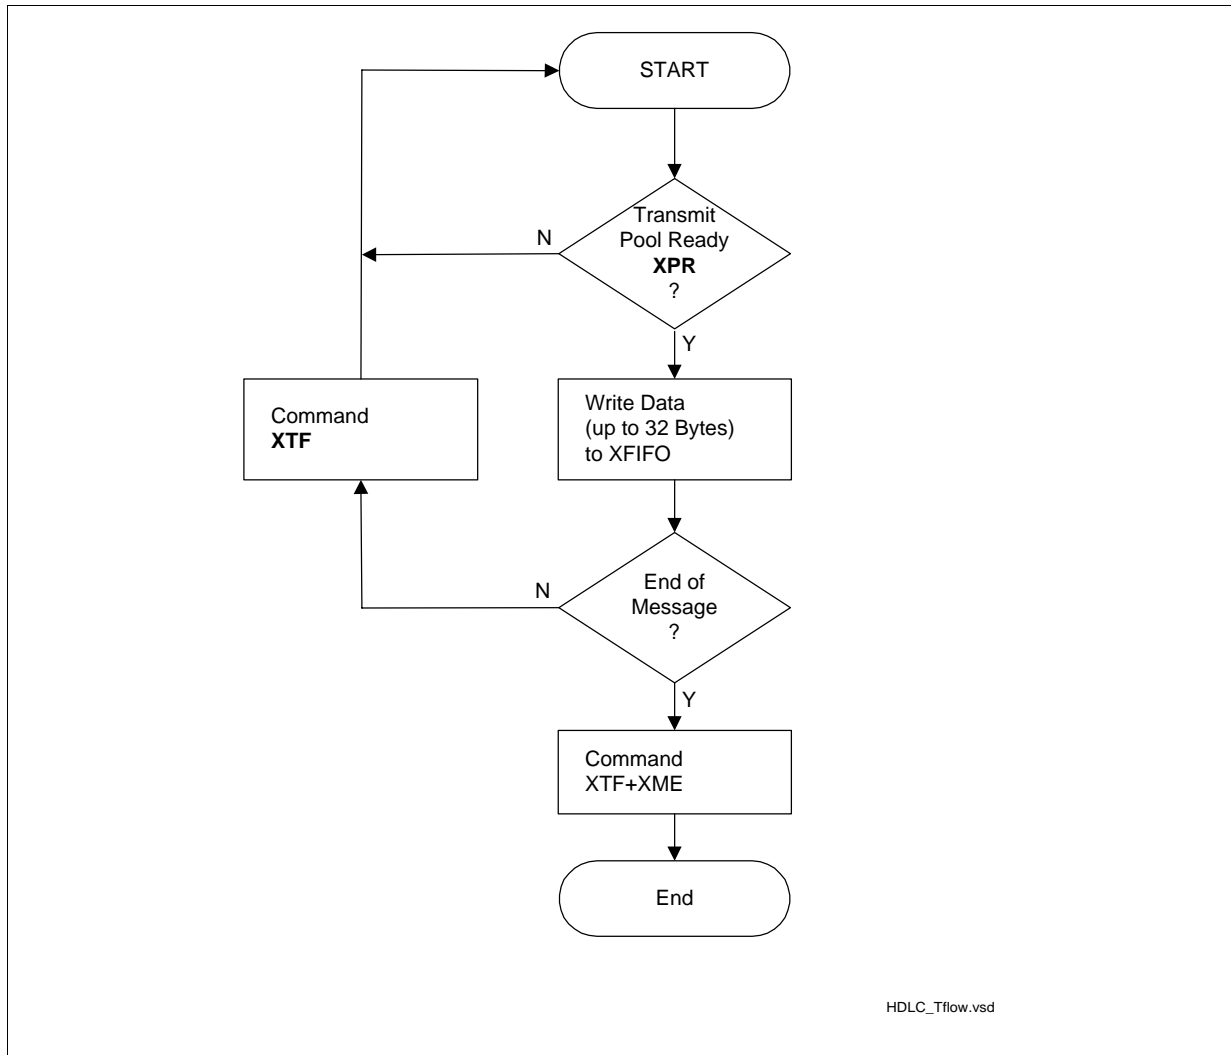 START
Transmit
Pool Ready
XPR
?
N
Y
Command
XTF
Write Data
(up to 32 Bytes)
to XFIFO
End of
Message
?
N
Y
Command
XTF+XME
End
HDLC_Tflow.vsd